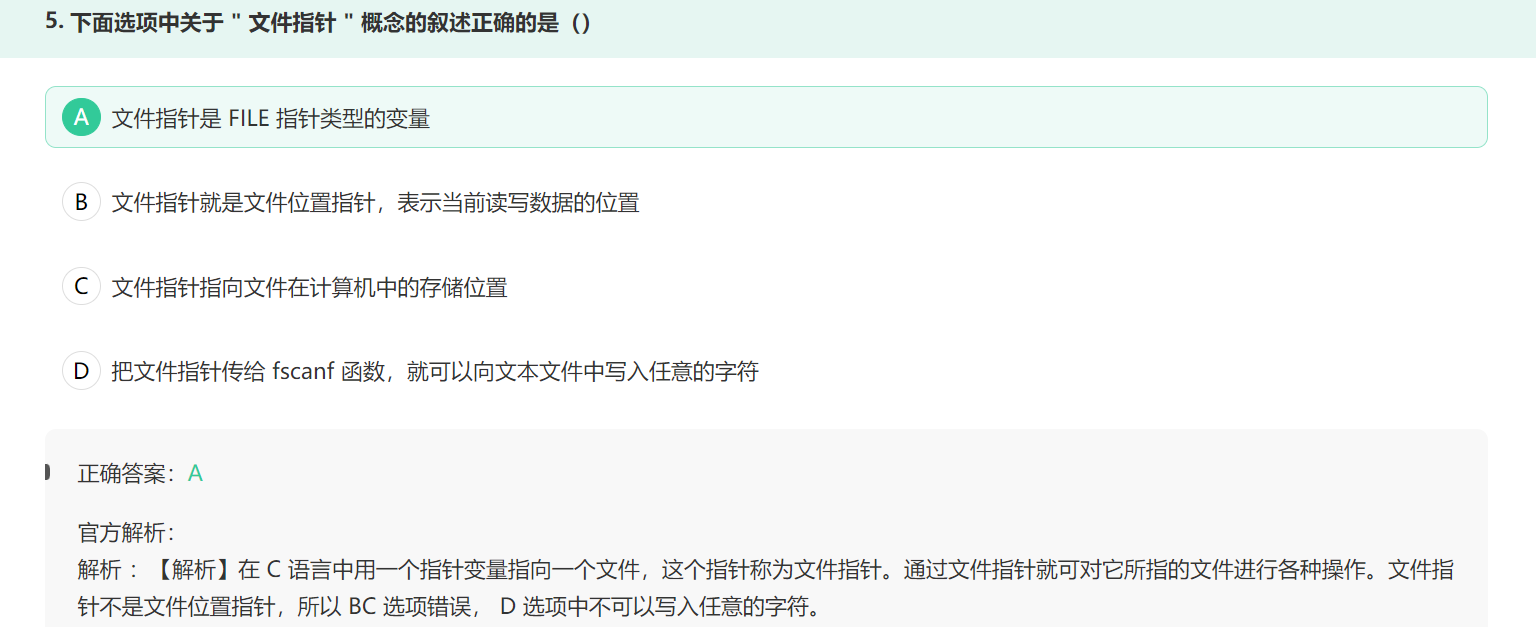 5. 下面选项中关于 " 文件指针 " 概念的叙述正确的是（）
A 文件指针是 FILE 指针类型的变量
B 文件指针就是文件位置指针，表示当前读写数据的位置
C 文件指针指向文件在计算机中的存储位置
D 把文件指针传给 fscanf 函数，就可以向文本文件中写入任意的字符
正确答案：A
官方解析：
解析 ： 【解析】在 C 语言中用一个指针变量指向一个文件，这个指针称为文件指针。通过文件指针就可对它所指的文件进行各种操作。文件指
针不是文件位置指针，所以 BC 选项错误， D 选项中不可以写入任意的字符。